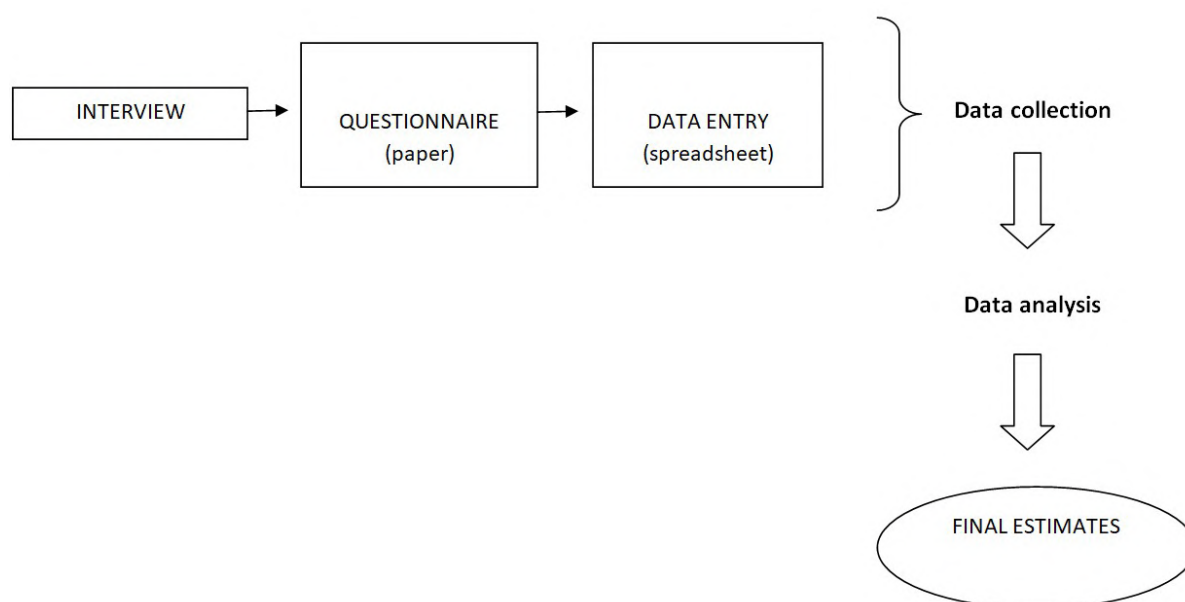 INTERVIEW
QUESTIONNAIRE
(paper)
DATA ENTRY
(spreadsheet)
Data collection
Data analysis
FINAL ESTIMATES